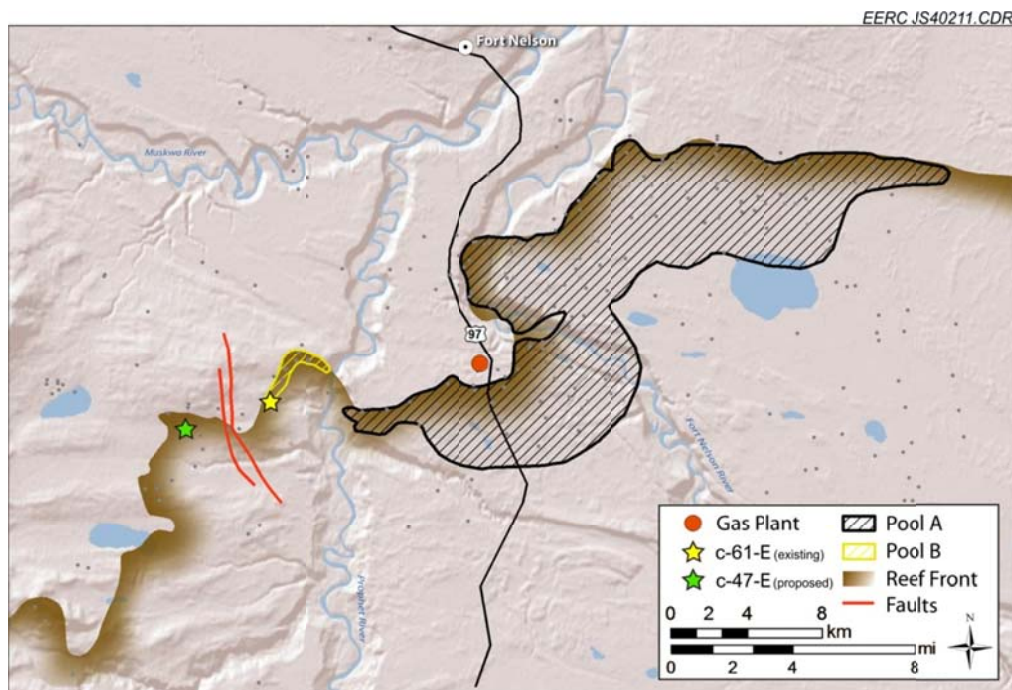 EERC JS40211.CDR
Fort Nelson
Muskwa River
97
Fort Nelson River
Prophet River
Gas Plant
c-61-E (existing)
c-47-E (proposed)
Pool A
Pool B
Reef Front
Faults
0 2 4 8
km
0 2 4 8
mi
N